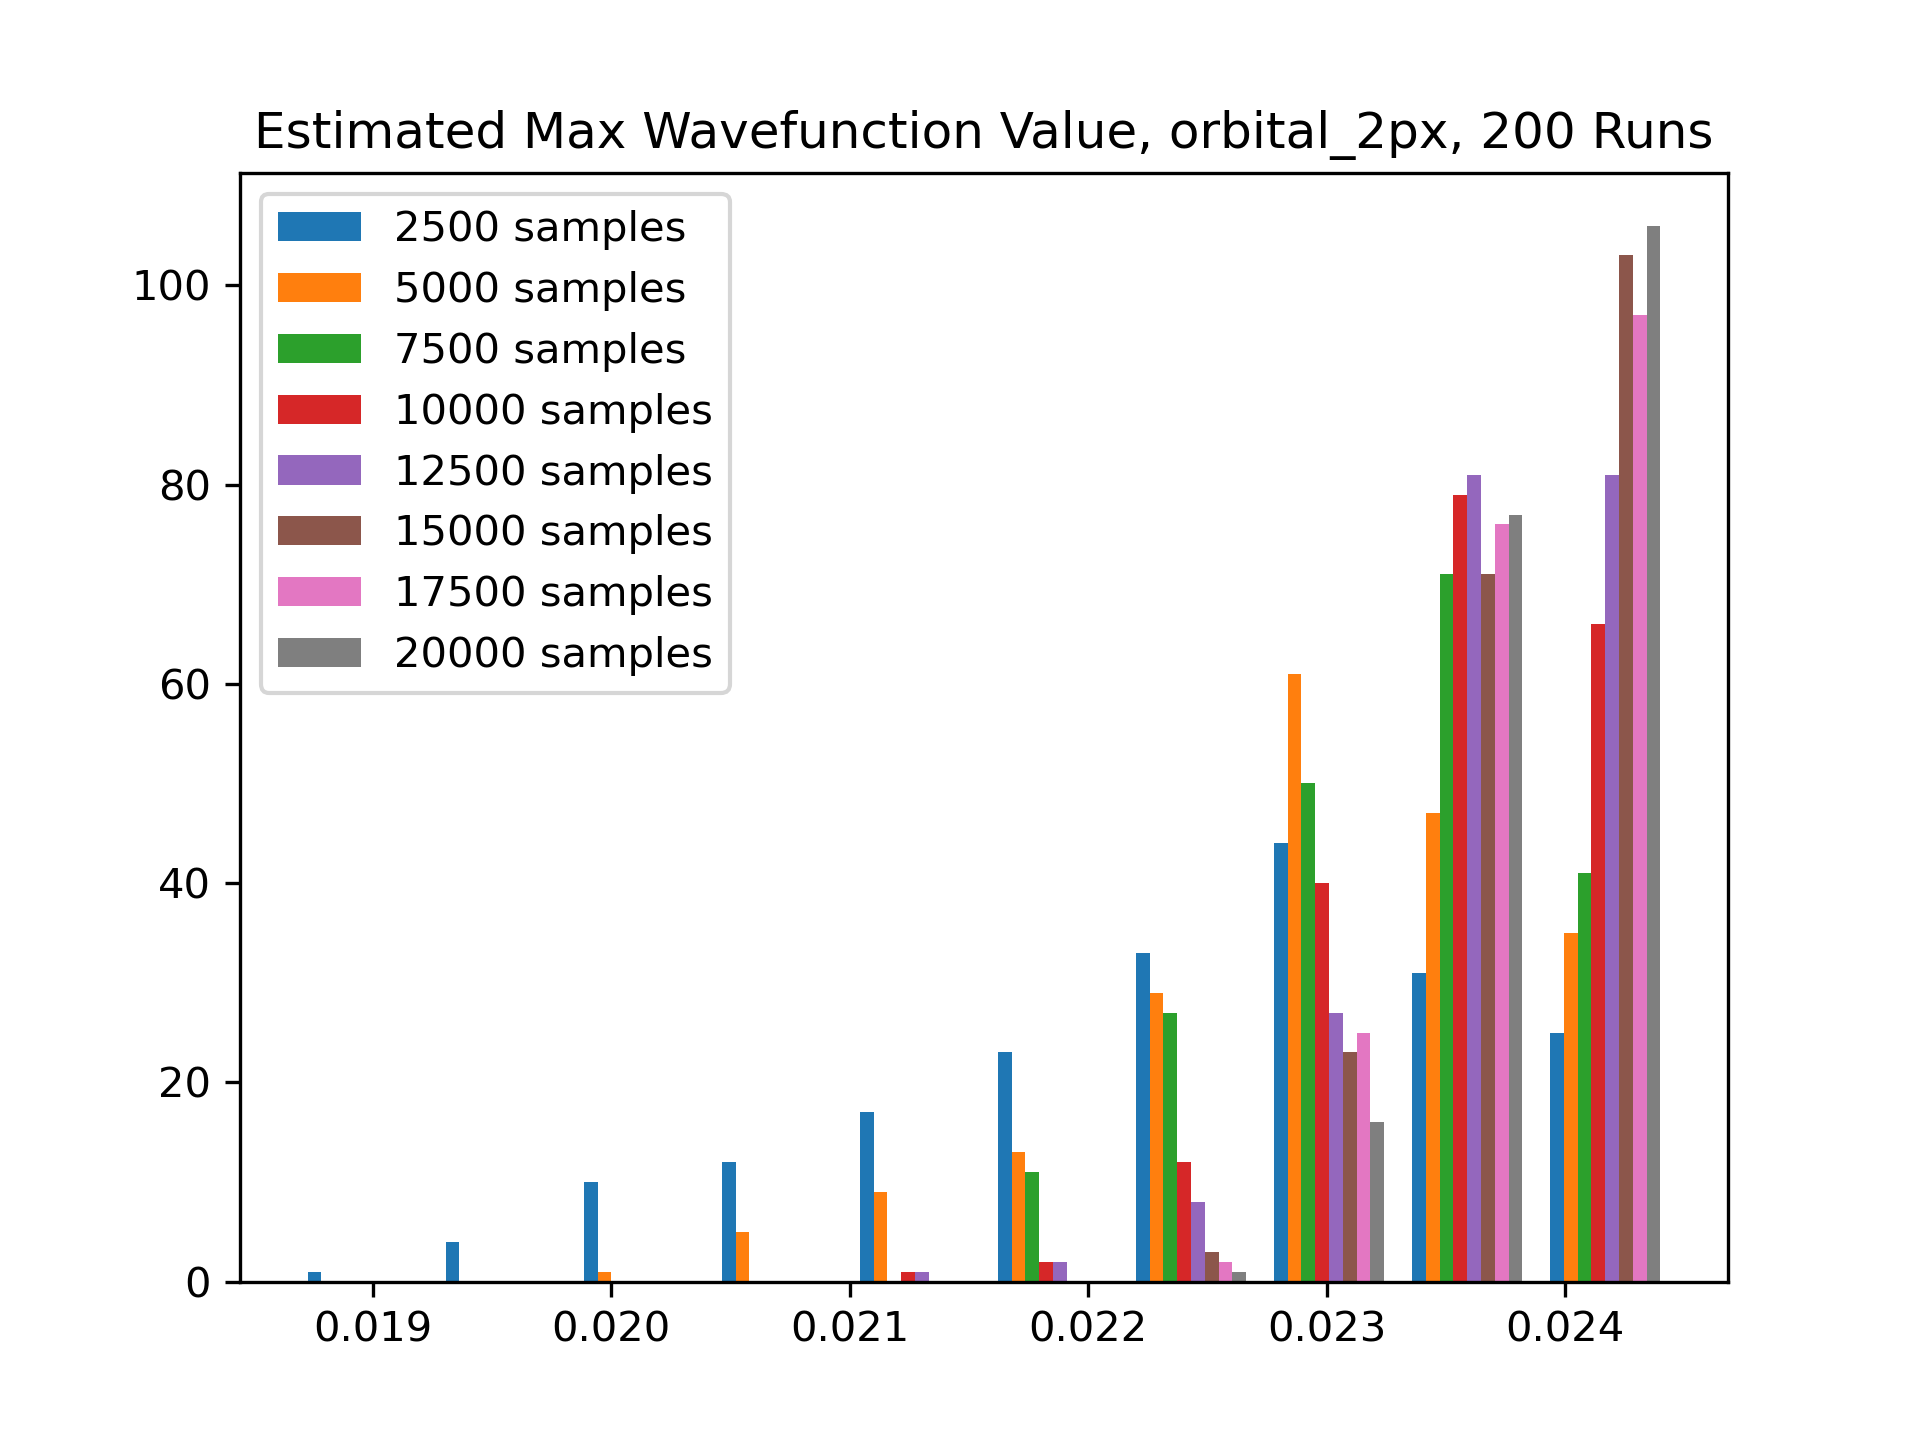 Estimated Max Wavefunction Value, orbital_2px, 200 Runs
2500 samples
5000 samples
7500 samples
10000 samples
12500 samples
15000 samples
17500 samples
20000 samples
100
80
60
40
20
0
0.019 0.020 0.021 0.022 0.023 0.024